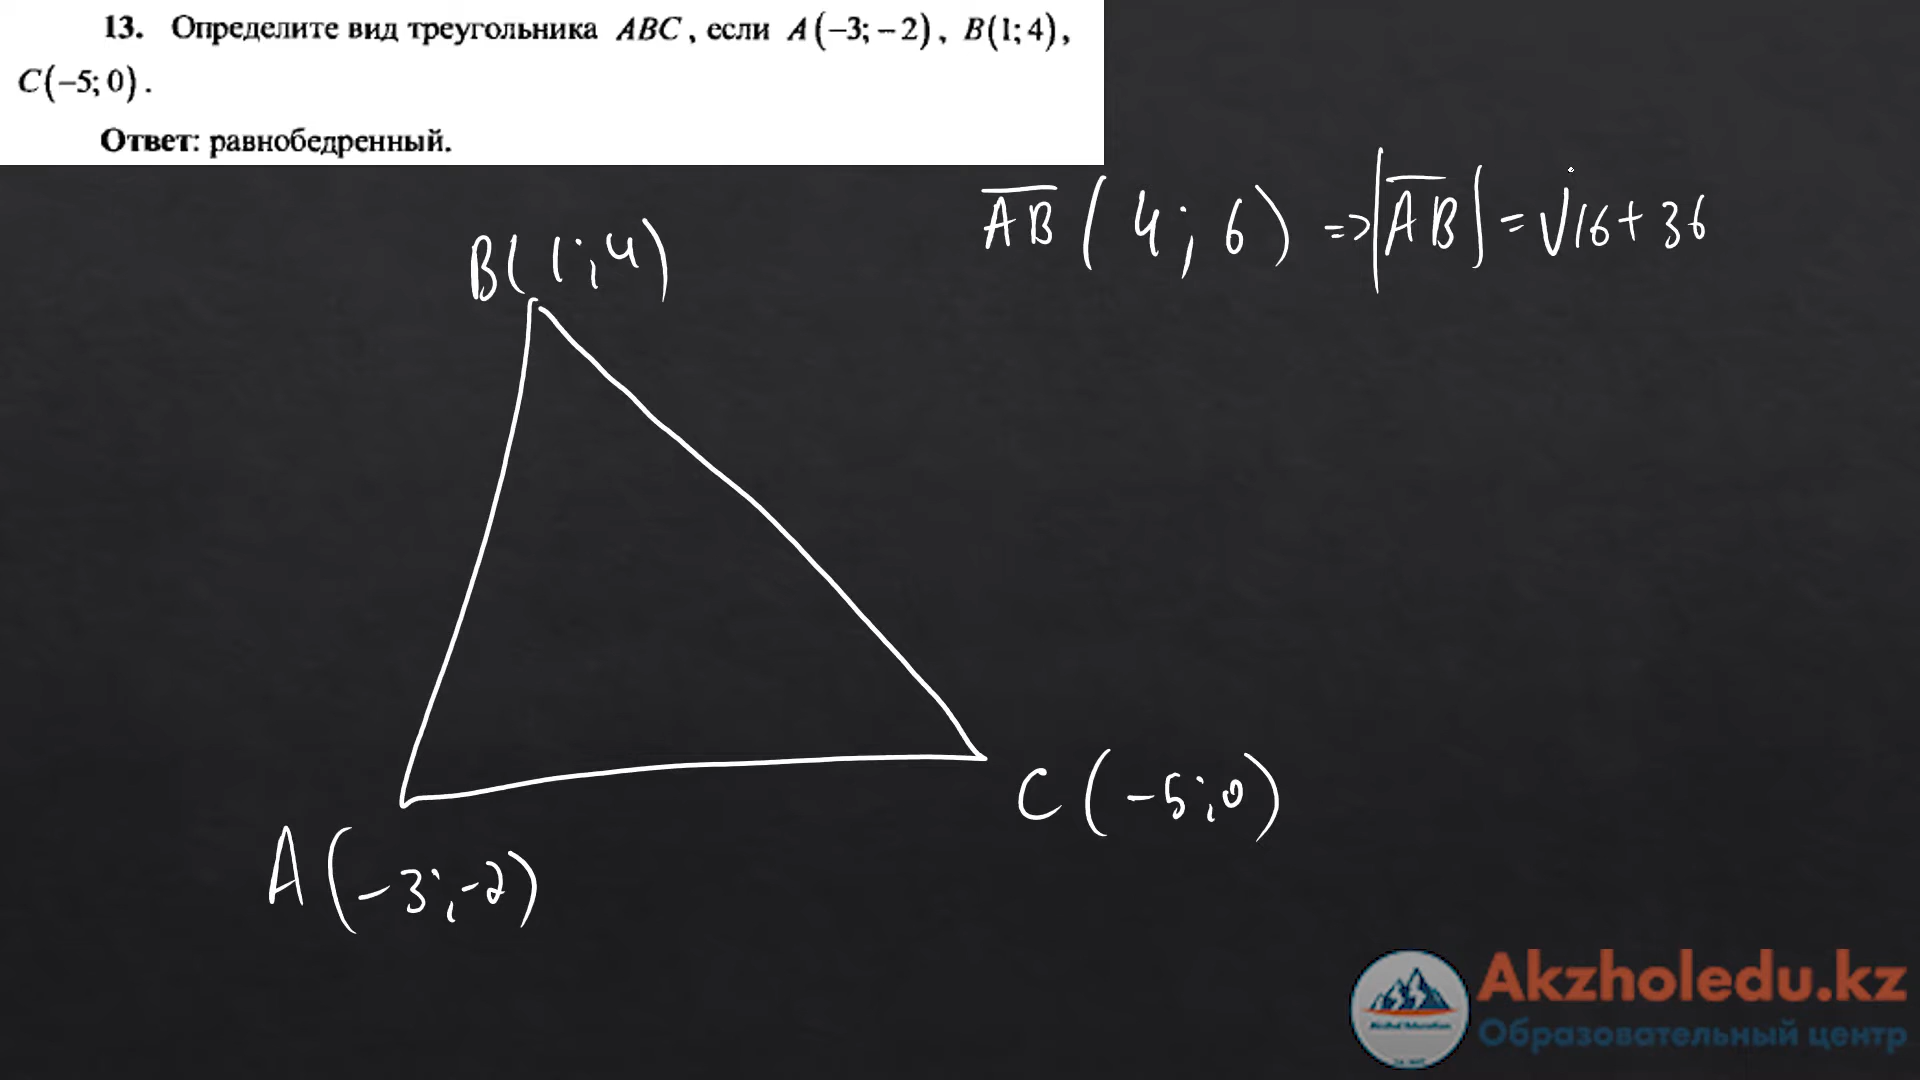 13. Определите вид треугольника ABC, если A(−3; −2), B(1; 4),
C(−5; 0).
Ответ: равнобедренный.
AB ( 4 ; 6 ) => |AB| = √16 + 36
B( 1 ; 4 )
C ( −5 ; 0 )
A ( −3 ; −2 )
Akzholedu.kz
Образовательный центр